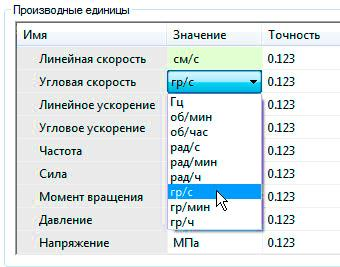 Производные единицы
Имя Значение Точность
Линейная скорость см/с 0.123
Угловая скорость гр/с 0.123
Линейное ускорение 0.123
Угловое ускорение 0.123
Частота 0.123
Сила 0.123
Момент вращения 0.123
Давление 0.123
Напряжение МПа 0.123
Гц
об/мин
об/час
рад/с
рад/мин
рад/ч
гр/с
гр/мин
гр/ч